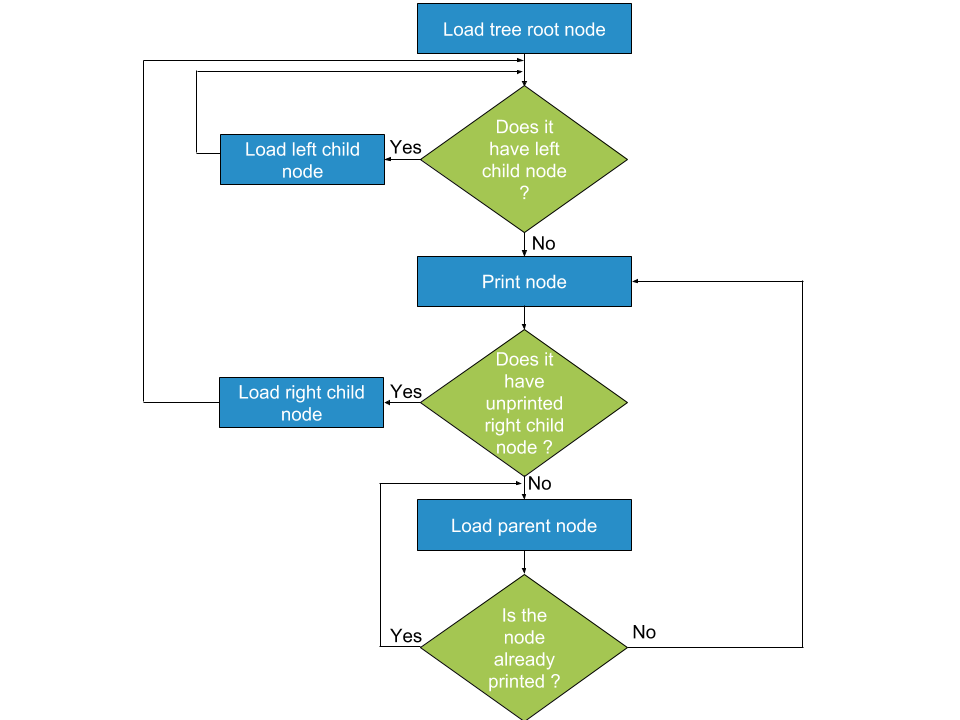 Load tree root node
Does it
have left
child node
?
Yes
Load left child
node
No
Print node
Does it
have
unprinted
right child
node ?
Yes
Load right child
node
No
Load parent node
Is the
node
already
printed ?
Yes
No